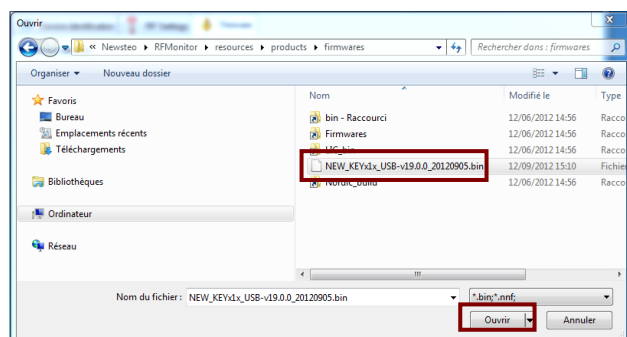 Ouvrir
« Newsteo ▸ RFMonitor ▸ resources ▸ products ▸ firmwares
Rechercher dans : firmwares
Organiser
Nouveau dossier
Nom
Modifié le
Type
Favoris
Bureau
Emplacements récents
Téléchargements
Bibliothèques
Ordinateur
Réseau
bin - Raccourci 12/06/2012 14:56 Racco
Firmwares 12/06/2012 14:56 Racco
12/06/2012 14:56 Racco
NEW_KEYx1x_USB-v19.0.0_20120905.bin 12/09/2012 15:10 Fichier
Nordic_build 12/06/2012 14:56 Racco
Nom du fichier : NEW_KEYx1x_USB-v19.0.0_20120905.bin
*.bin;*.nnf;
Ouvrir
Annuler